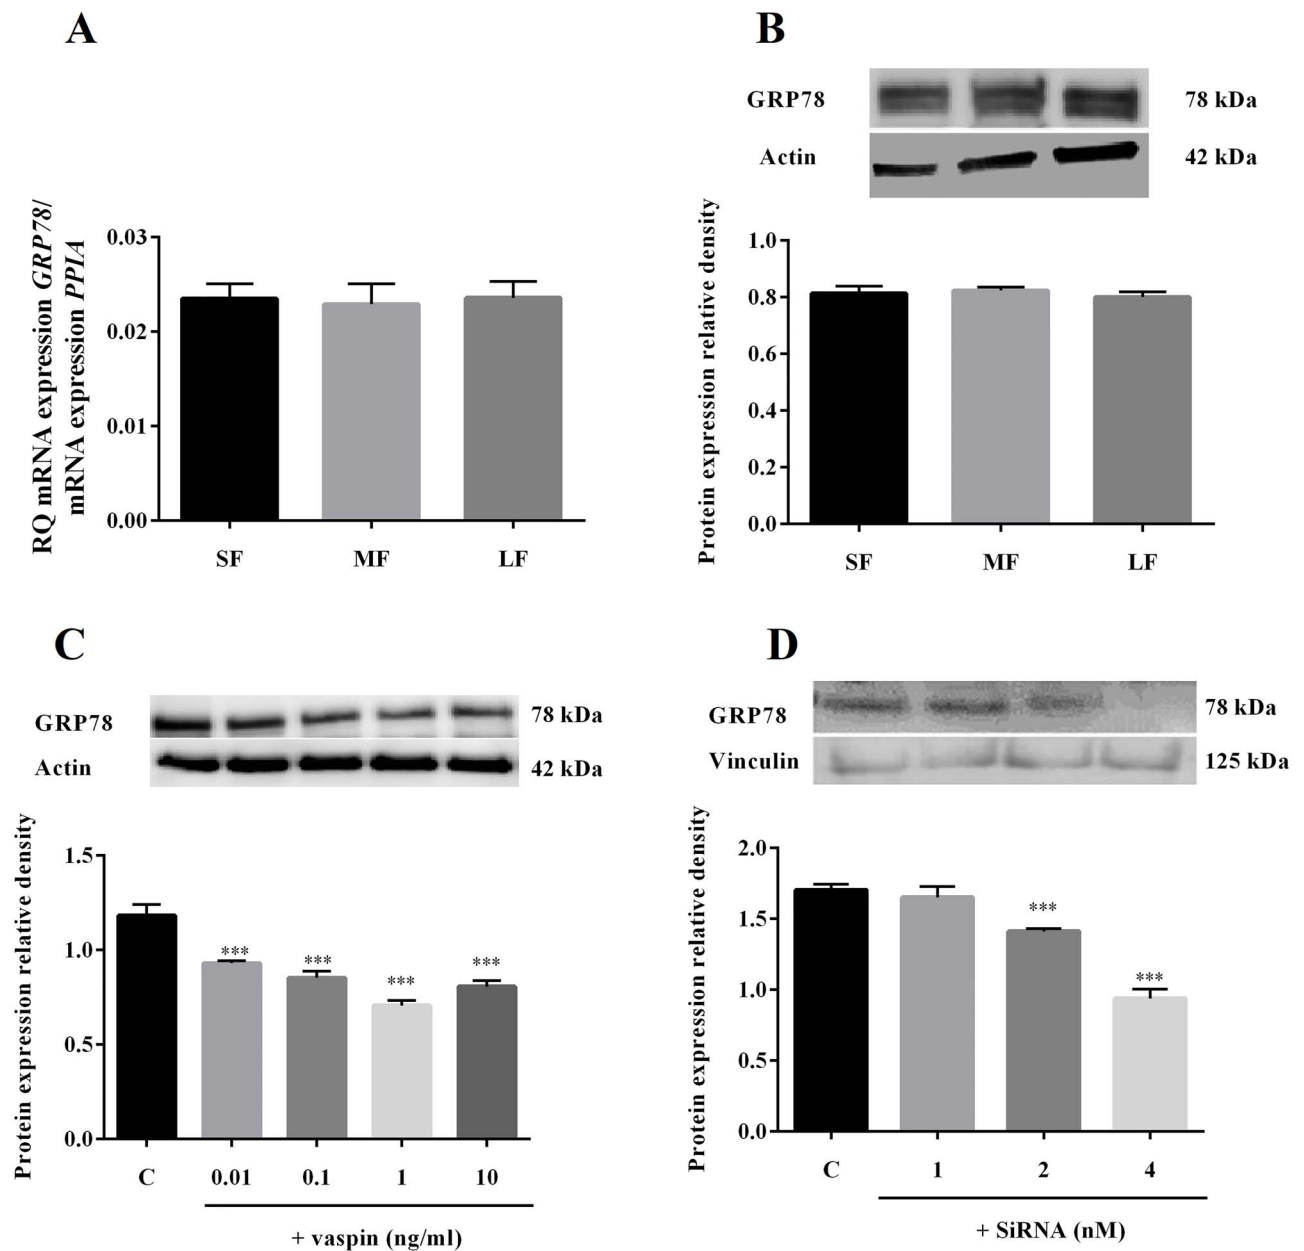 A
RQ mRNA expression GRP78/
mRNA expression PPIA
0.03
0.02
0.01
0.00
SF MF LF
B
GRP78 78 kDa
Actin 42 kDa
Protein expression relative density
1.0
0.8
0.6
0.4
0.2
0.0
SF MF LF
C
GRP78 78 kDa
Actin 42 kDa
Protein expression relative density
1.5
1.0
0.5
0.0
*** *** *** ***
C 0.01 0.1 1 10
+ vaspin (ng/ml)
D
GRP78 78 kDa
Vinculin 125 kDa
Protein expression relative density
2.0
1.5
1.0
0.5
0.0
*** ***
C 1 2 4
+ SiRNA (nM)